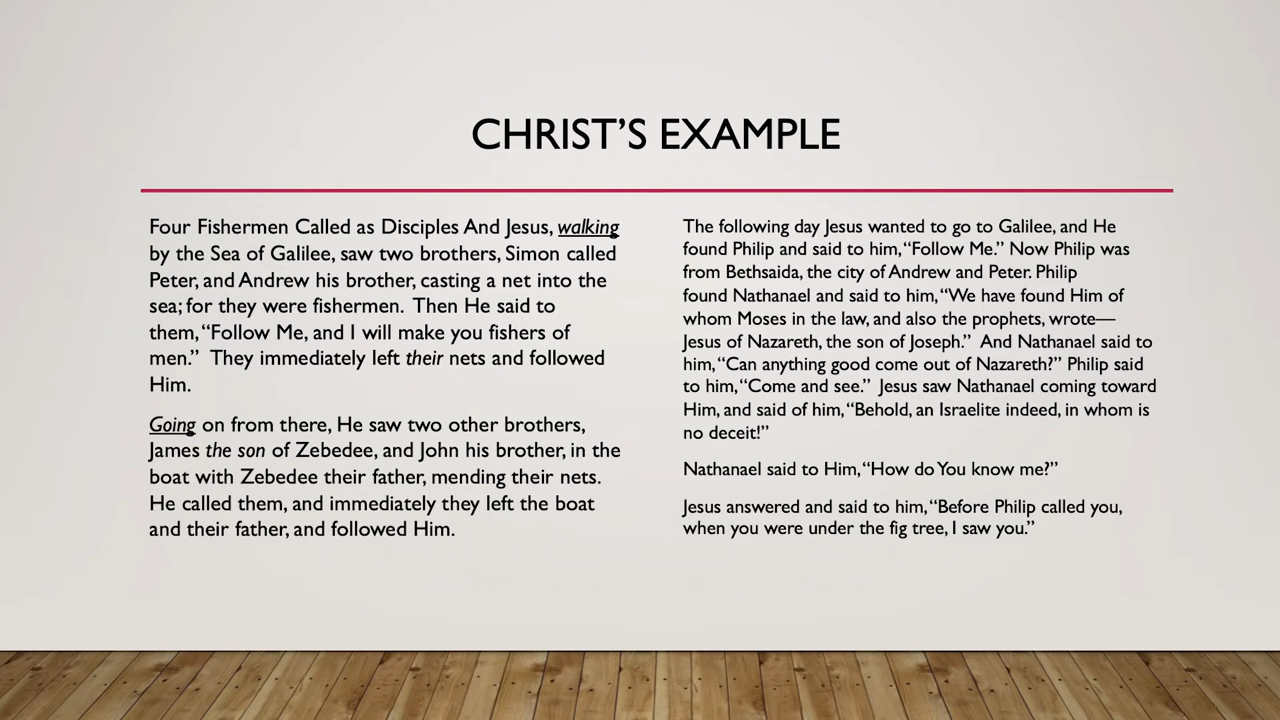 CHRIST’S EXAMPLE
Four Fishermen Called as Disciples And Jesus, walking
by the Sea of Galilee, saw two brothers, Simon called
Peter, and Andrew his brother, casting a net into the
sea; for they were fishermen.  Then He said to
them, “Follow Me, and I will make you fishers of
men.”  They immediately left their nets and followed
Him.
Going on from there, He saw two other brothers,
James the son of Zebedee, and John his brother, in the
boat with Zebedee their father, mending their nets.
He called them, and immediately they left the boat
and their father, and followed Him.
The following day Jesus wanted to go to Galilee, and He
found Philip and said to him, “Follow Me.” Now Philip was
from Bethsaida, the city of Andrew and Peter. Philip
found Nathanael and said to him, “We have found Him of
whom Moses in the law, and also the prophets, wrote—
Jesus of Nazareth, the son of Joseph.”  And Nathanael said to
him, “Can anything good come out of Nazareth?” Philip said
to him, “Come and see.”  Jesus saw Nathanael coming toward
Him, and said of him, “Behold, an Israelite indeed, in whom is
no deceit!”
Nathanael said to Him, “How do You know me?”
Jesus answered and said to him, “Before Philip called you,
when you were under the fig tree, I saw you.”